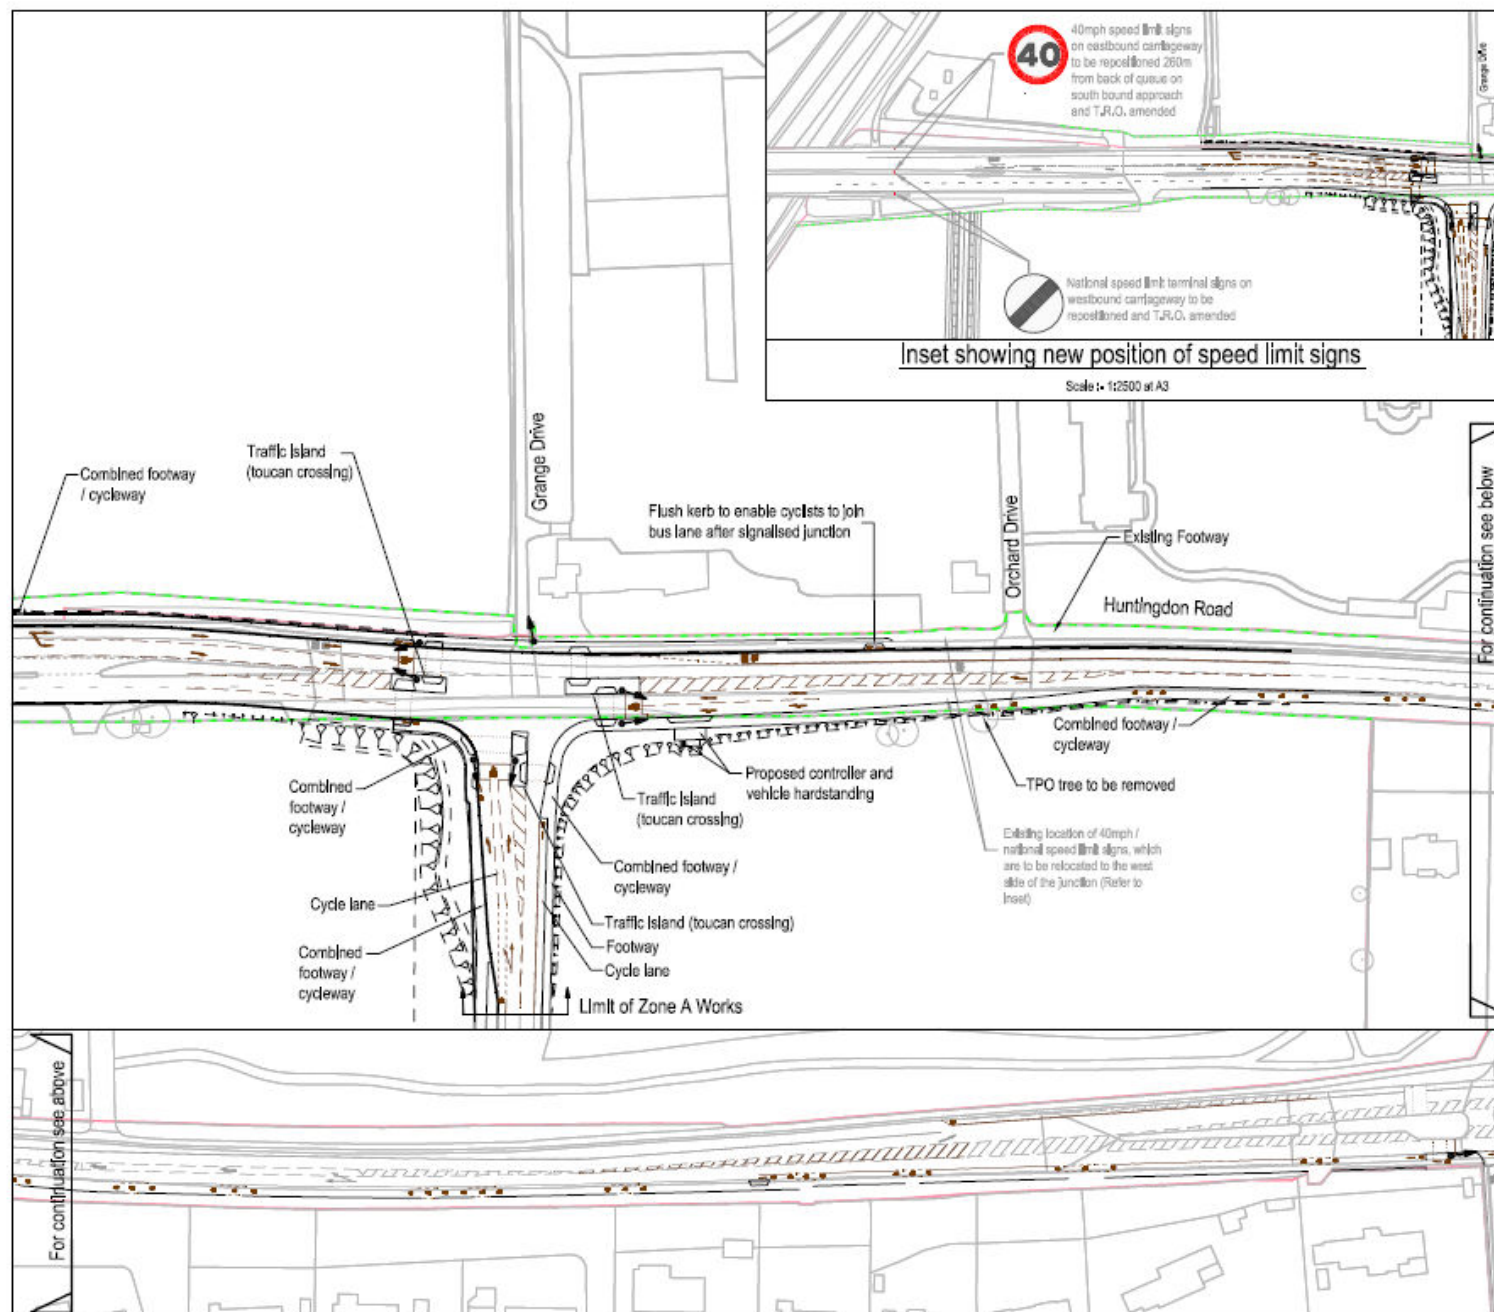 40
40mph speed limit signs
on eastbound carriageway
to be repositioned 260m
from back of queue on
south bound approach
and T.R.O. amended
Grange Drive
National speed limit terminal signs on
westbound carriageway to be
repositioned and T.R.O. amended
Inset showing new position of speed limit signs
Scale :- 1:2500 at A3
Combined footway
/ cycleway
Traffic Island
(toucan crossing)
Grange Drive
Flush kerb to enable cyclists to join
bus lane after signalised junction
Orchard Drive
Existing Footway
Huntingdon Road
For continuation see below
Combined
footway /
cycleway
Proposed controller and
vehicle hardstanding
Traffic Island
(toucan crossing)
Combined footway /
cycleway
TPO tree to be removed
Existing location of 40mph /
national speed limit signs, which
are to be relocated to the west
side of the junction (Refer to
Inset)
Combined footway /
cycleway
Cycle lane
Traffic Island (toucan crossing)
Footway
Cycle lane
Combined
footway /
cycleway
Limit of Zone A Works
For continuation see above